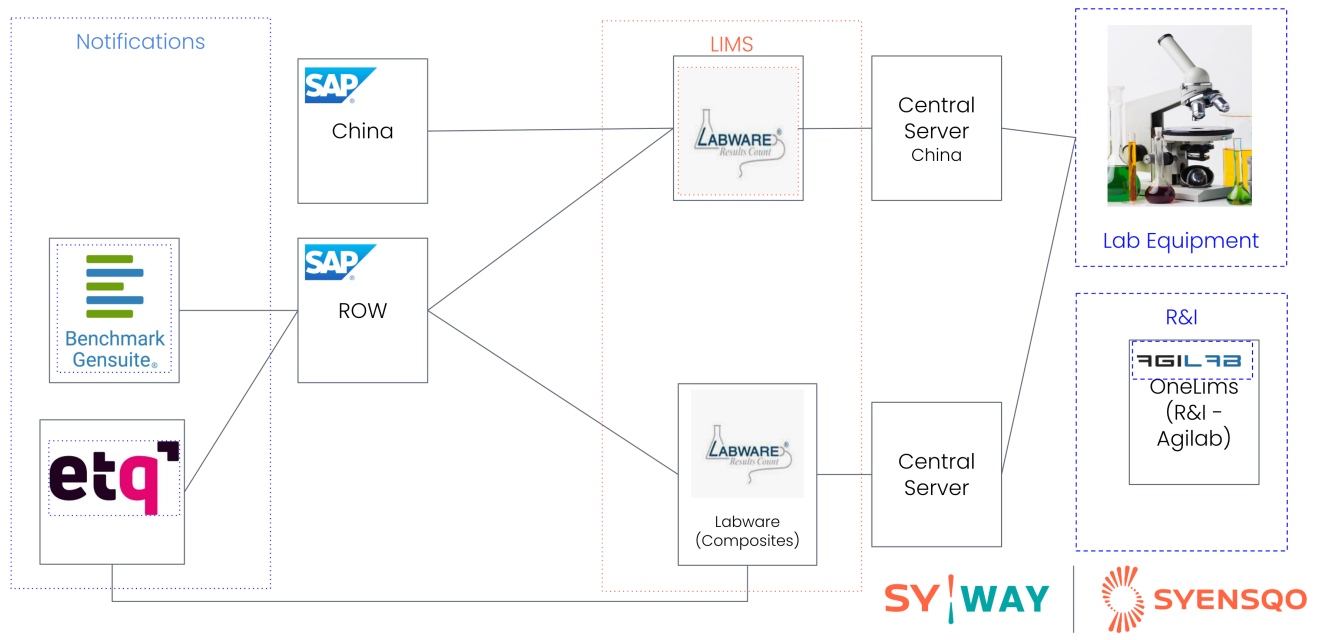 Notifications
LIMS
SAP
®
China
LABWARE®
Results Count
Central
Server
China
Lab Equipment
SAP
®
ROW
Benchmark
Gensuite®
R&I
AGILAB
OneLims
(R&I -
Agilab)
etq
LABWARE®
Results Count
Labware
(Composites)
Central
Server
SY WAY
SYENSQO